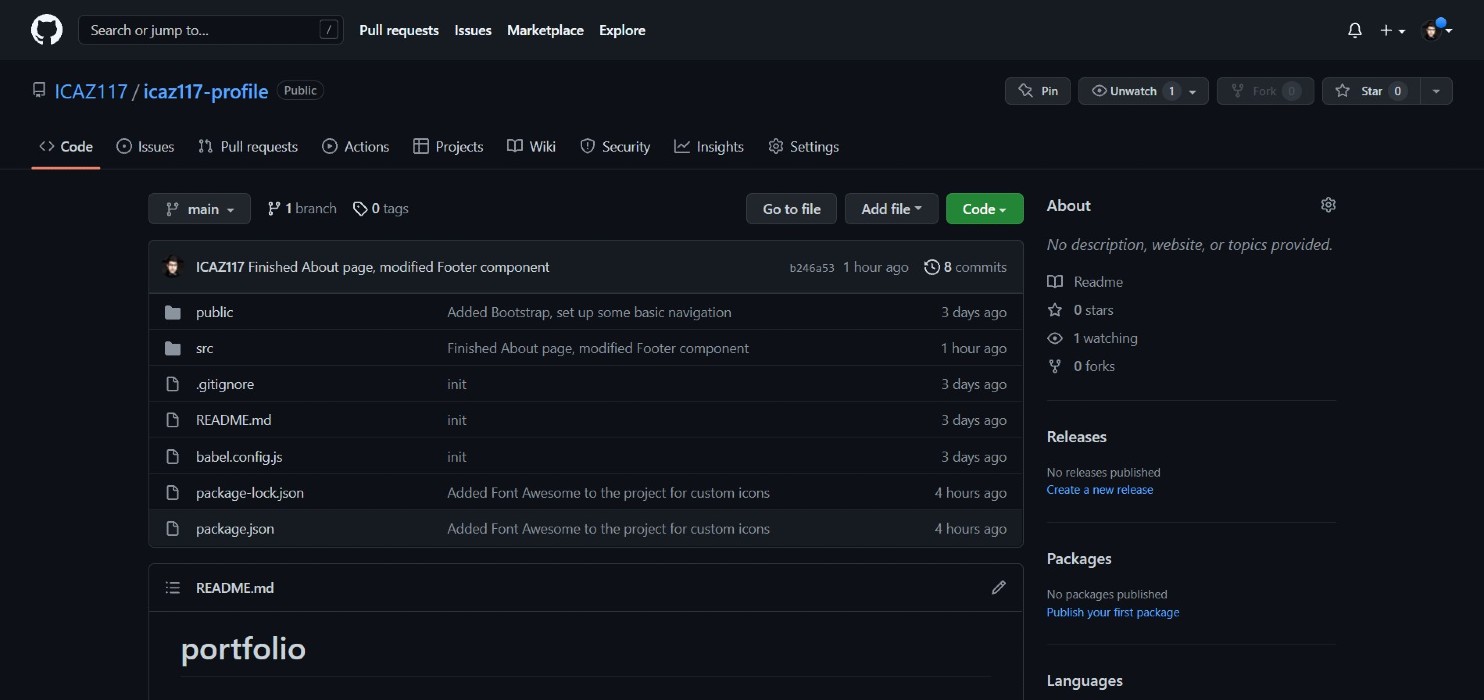 Search or jump to... / Pull requests Issues Marketplace Explore
ICAZ117 / icaz117-profile Public Pin Unwatch 1 Fork 0 Star 0
Code Issues Pull requests Actions Projects Wiki Security Insights Settings
main 1 branch 0 tags Go to file Add file Code
ICAZ117 Finished About page, modified Footer component b246a53 1 hour ago 8 commits
public Added Bootstrap, set up some basic navigation 3 days ago
src Finished About page, modified Footer component 1 hour ago
.gitignore init 3 days ago
README.md init 3 days ago
babel.config.js init 3 days ago
package-lock.json Added Font Awesome to the project for custom icons 4 hours ago
package.json Added Font Awesome to the project for custom icons 4 hours ago
README.md
portfolio
About
No description, website, or topics provided.
Readme
0 stars
1 watching
0 forks
Releases
No releases published
Create a new release
Packages
No packages published
Publish your first package
Languages